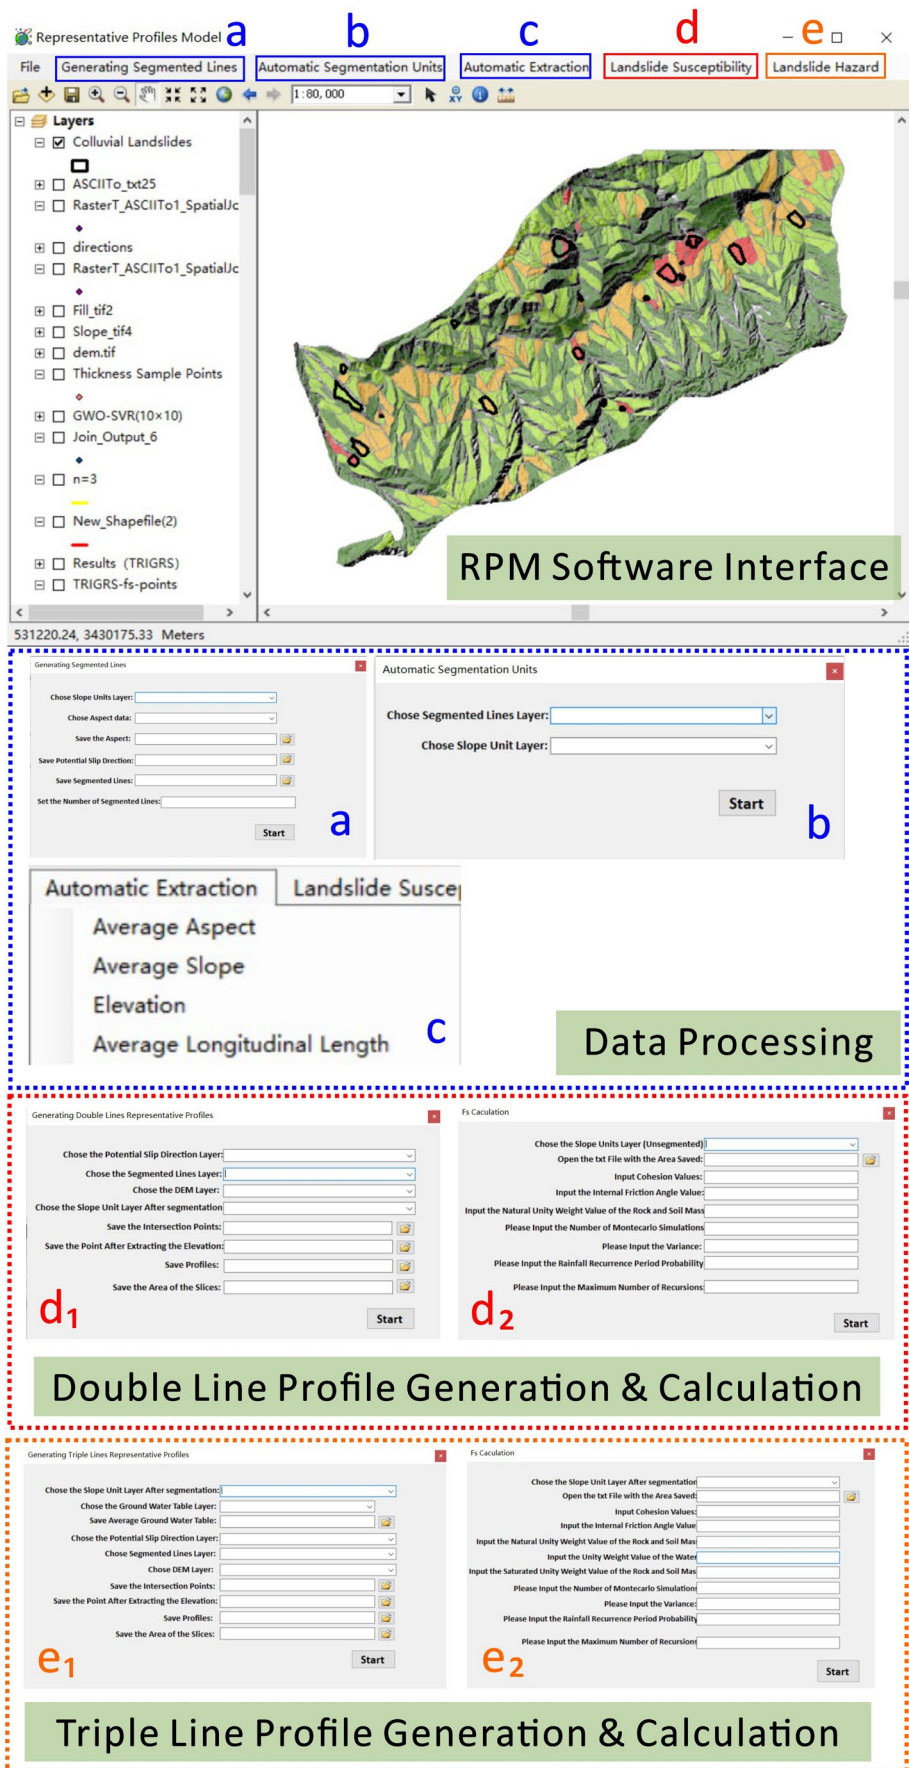 Representative Profiles Model a b c d e
File Generating Segmented Lines Automatic Segmentation Units Automatic Extraction Landslide Susceptibility Landslide Hazard
1:80,000
XY
Layers
Colluvial Landslides
ASCIITo_txt25
RasterT_ASCIITo1_SpatialJc
directions
RasterT_ASCIITo1_SpatialJc
Fill_tif2
Slope_tif4
dem.tif
Thickness Sample Points
GWO-SVR(10×10)
Join_Output_6
n=3
New_Shapefile(2)
Results (TRIGRS)
TRIGRS-fs-points
RPM Software Interface
531220.24, 3430175.33 Meters
Generating Segmented Lines
Chose Slope Units Layer:
Chose Aspect data:
Save the Aspect:
Save Potential Slip Direction:
Save Segmented Lines:
Set the Number of Segmented Lines:
Start
a
Automatic Segmentation Units
Chose Segmented Lines Layer:
Chose Slope Unit Layer:
Start
b
Automatic Extraction Landslide Suscep
Average Aspect
Average Slope
Elevation
Average Longitudinal Length
c
Data Processing
Generating Double Lines Representative Profiles
Chose the Potential Slip Direction Layer:
Chose the Segmented Lines Layer:
Chose the DEM Layer:
Chose the Slope Unit Layer After segmentation
Save the Intersection Points:
Save the Point After Extracting the Elevation:
Save Profiles:
Save the Area of the Slices:
Start
d1
Fs Caculation
Chose the Slope Units Layer (Unsegmented)
Open the txt File with the Area Saved:
Input Cohesion Values:
Input the Internal Friction Angle Value:
Input the Natural Unity Weight Value of the Rock and Soil Mass
Please Input the Number of Montecarlo Simulations
Please Input the Variance:
Please Input the Rainfall Recurrence Period Probability
Please Input the Maximum Number of Recursions:
Start
d2
Double Line Profile Generation & Calculation
Generating Triple Lines Representative Profiles
Chose the Slope Unit Layer After segmentation:
Chose the Ground Water Table Layer:
Save Average Ground Water Table:
Chose the Potential Slip Direction Layer:
Chose Segmented Lines Layer:
Chose DEM Layer:
Save the Intersection Points:
Save the Point After Extracting the Elevation:
Save Profiles:
Save the Area of the Slices:
Start
e1
Fs Caculation
Chose the Slope Unit Layer After segmentation
Open the txt File with the Area Saved:
Input Cohesion Values:
Input the Internal Friction Angle Value
Input the Natural Unity Weight Value of the Rock and Soil Mas
Input the Unity Weight Value of the Water
Input the Saturated Unity Weight Value of the Rock and Soil Mas
Please Input the Number of Montecarlo Simulation
Please Input the Variance:
Please Input the Rainfall Recurrence Period Probability
Please Input the Maximum Number of Recursion
Start
e2
Triple Line Profile Generation & Calculation